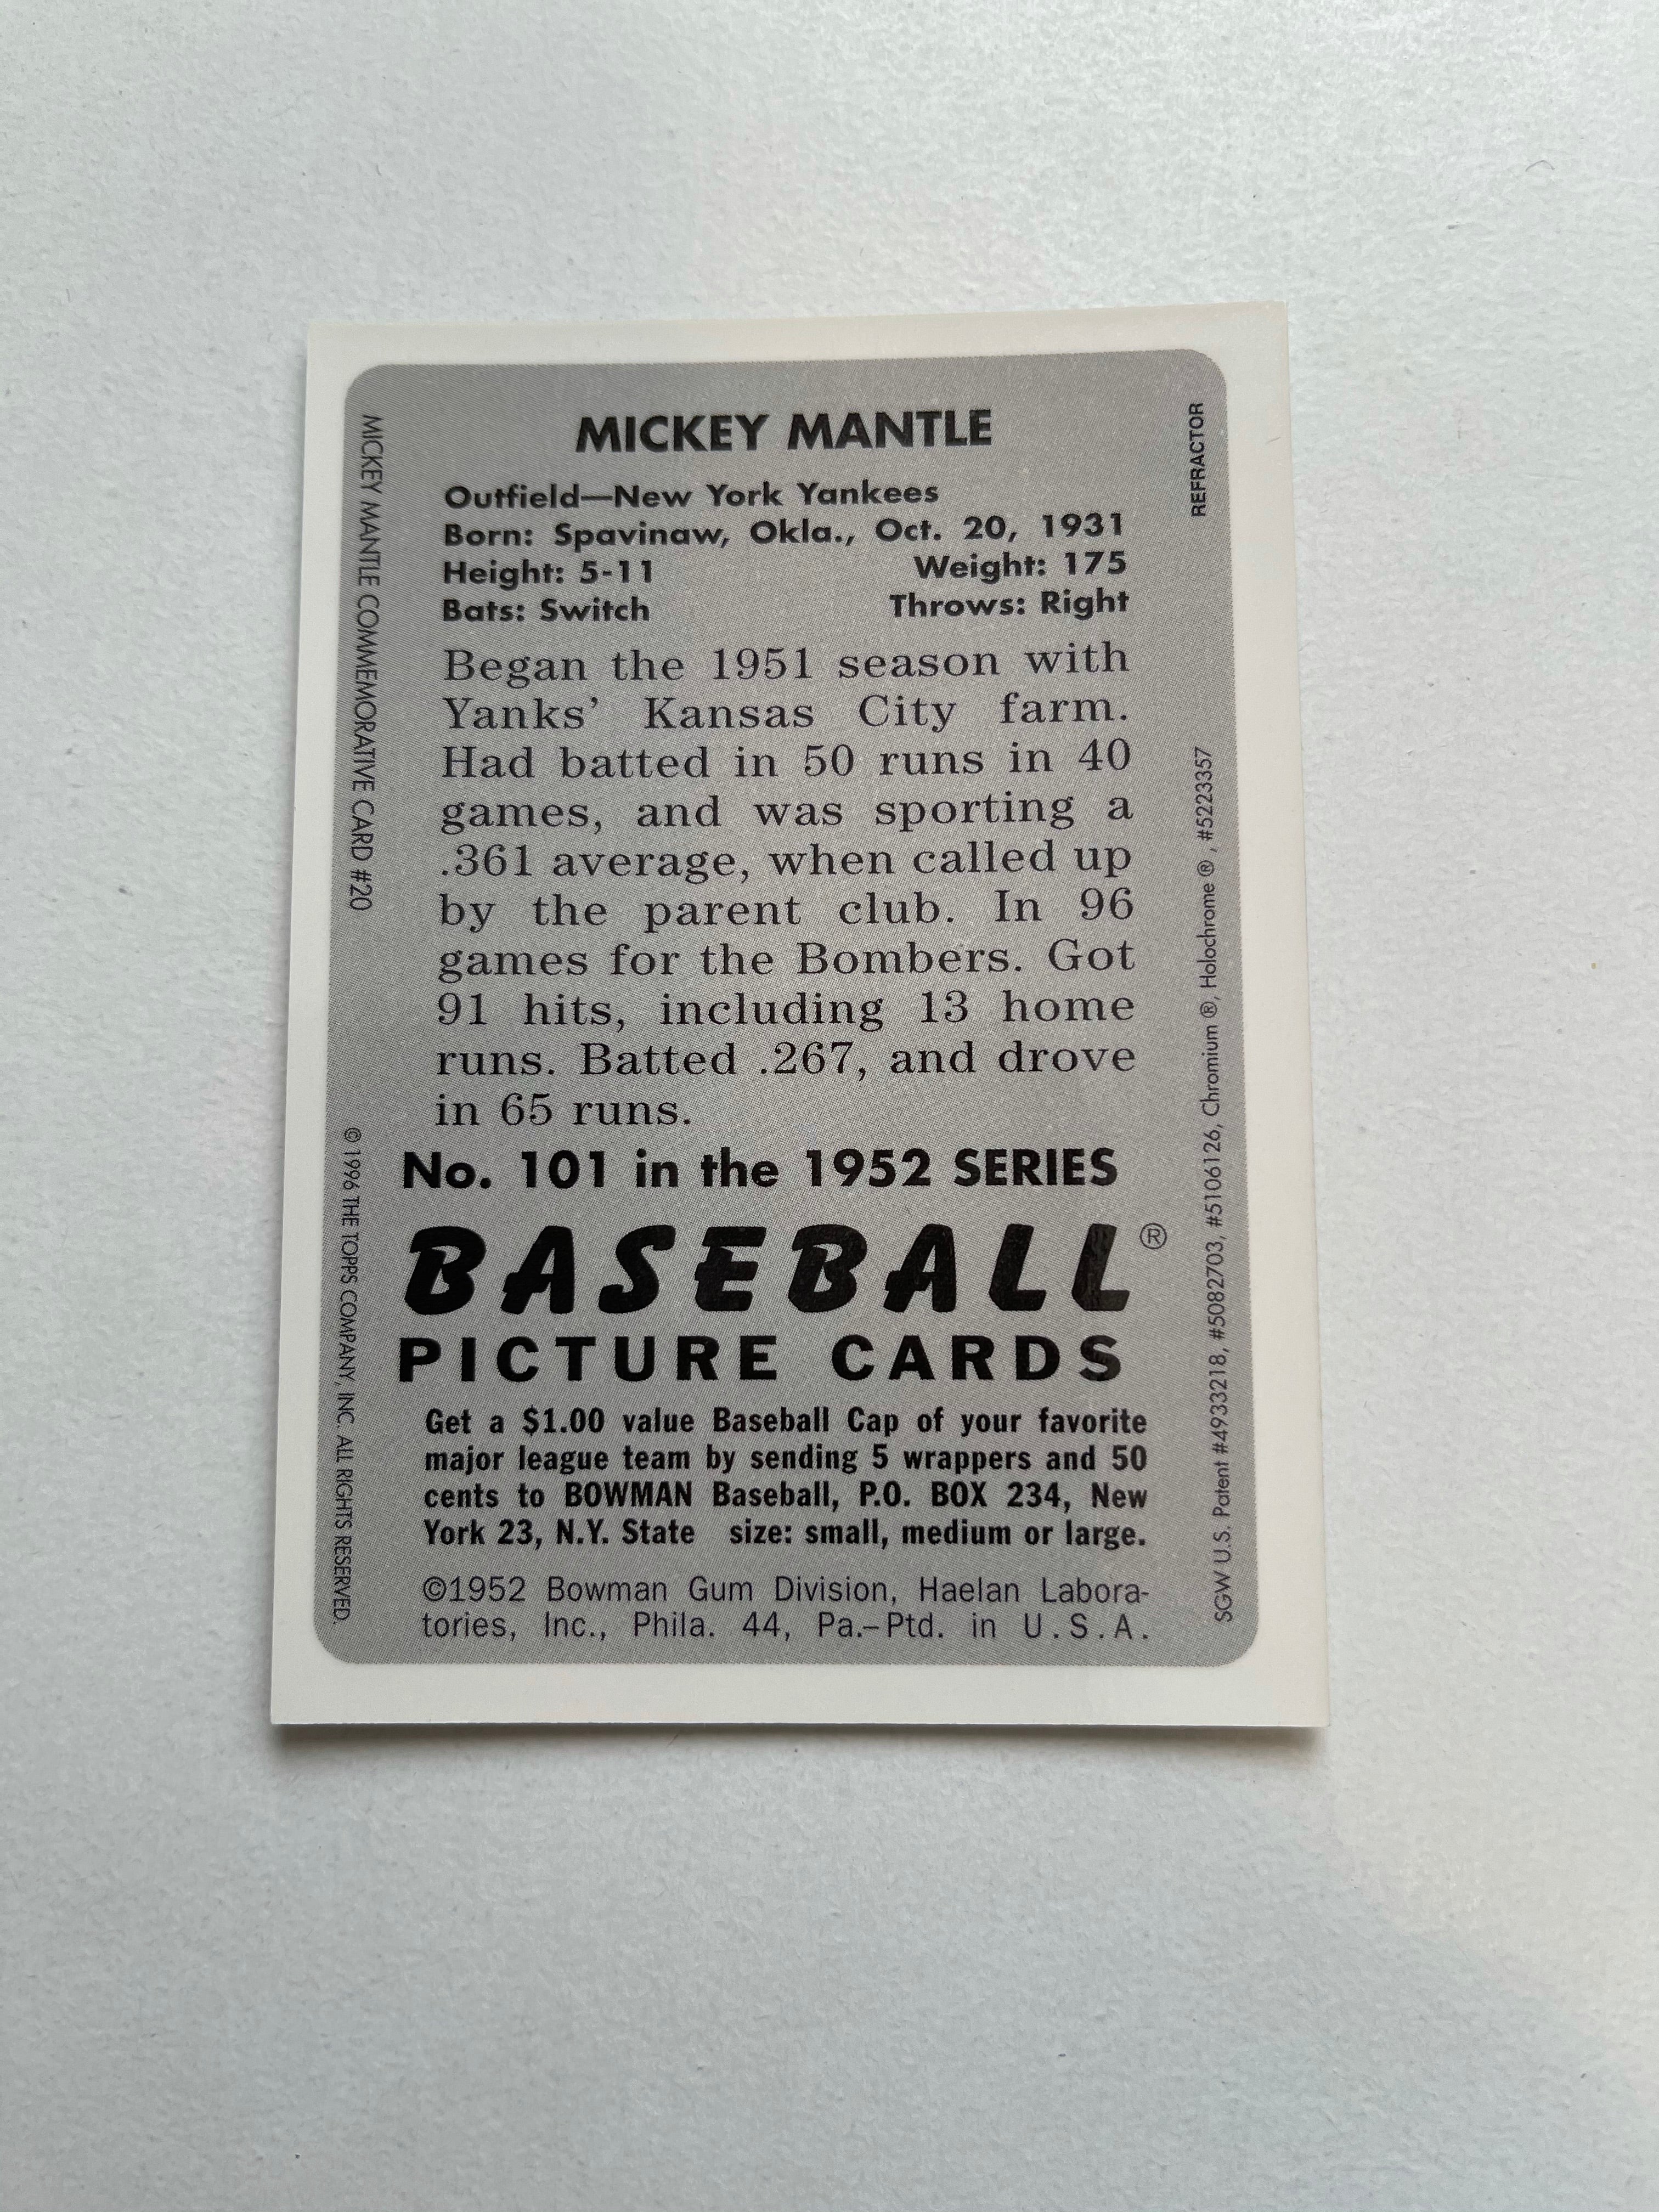 MICKEY MANTLE
Outfield—New York Yankees
Born: Spavinaw, Okla., Oct. 20, 1931
Height: 5-11 Weight: 175
Bats: Switch Throws: Right
Began the 1951 season with
Yanks’ Kansas City farm.
Had batted in 50 runs in 40
games, and was sporting a
.361 average, when called up
by the parent club. In 96
games for the Bombers. Got
91 hits, including 13 home
runs. Batted .267, and drove
in 65 runs.
No. 101 in the 1952 SERIES
BASEBALL®
PICTURE CARDS
Get a $1.00 value Baseball Cap of your favorite
major league team by sending 5 wrappers and 50
cents to BOWMAN Baseball, P.O. BOX 234, New
York 23, N.Y. State size: small, medium or large.
©1952 Bowman Gum Division, Haelan Labora-
tories, Inc., Phila. 44, Pa.–Ptd. in U.S.A.
MICKEY MANTLE COMMEMORATIVE CARD #20
© 1996 THE TOPPS COMPANY, INC. ALL RIGHTS RESERVED.
REFRACTOR
SGW U.S. Patent #4933218, #5082703, #5106126, Chromium ®, Holochrome ® , #5223357